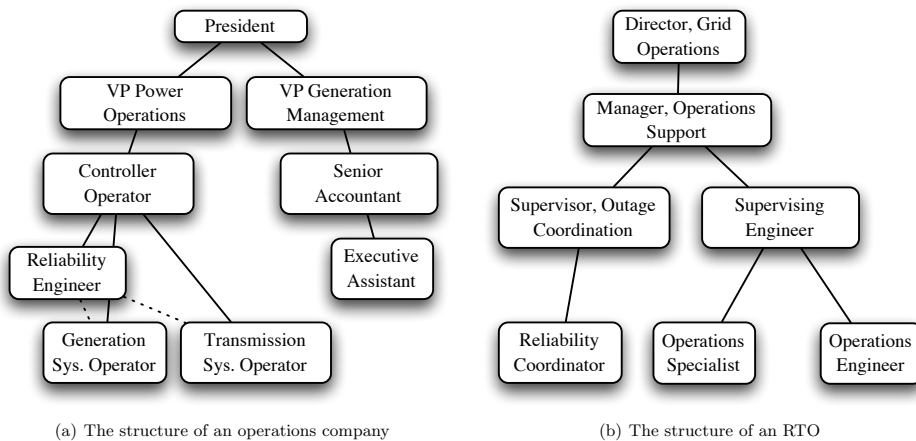 President
VP Power
Operations
VP Generation
Management
Controller
Operator
Senior
Accountant
Reliability
Engineer
Executive
Assistant
Generation
Sys. Operator
Transmission
Sys. Operator
(a) The structure of an operations company
Director, Grid
Operations
Manager, Operations
Support
Supervisor, Outage
Coordination
Supervising
Engineer
Reliability
Coordinator
Operations
Specialist
Operations
Engineer
(b) The structure of an RTO